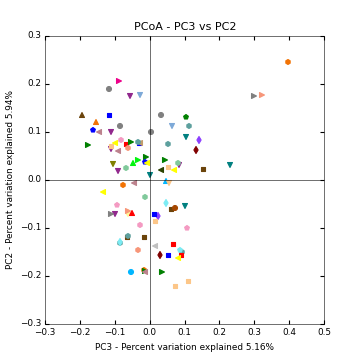 PCoA - PC3 vs PC2
0.3
0.2
0.1
0.0
−0.1
−0.2
−0.3
PC2 - Percent variation explained 5.94%
−0.3 −0.2 −0.1 0.0 0.1 0.2 0.3 0.4 0.5
PC3 - Percent variation explained 5.16%